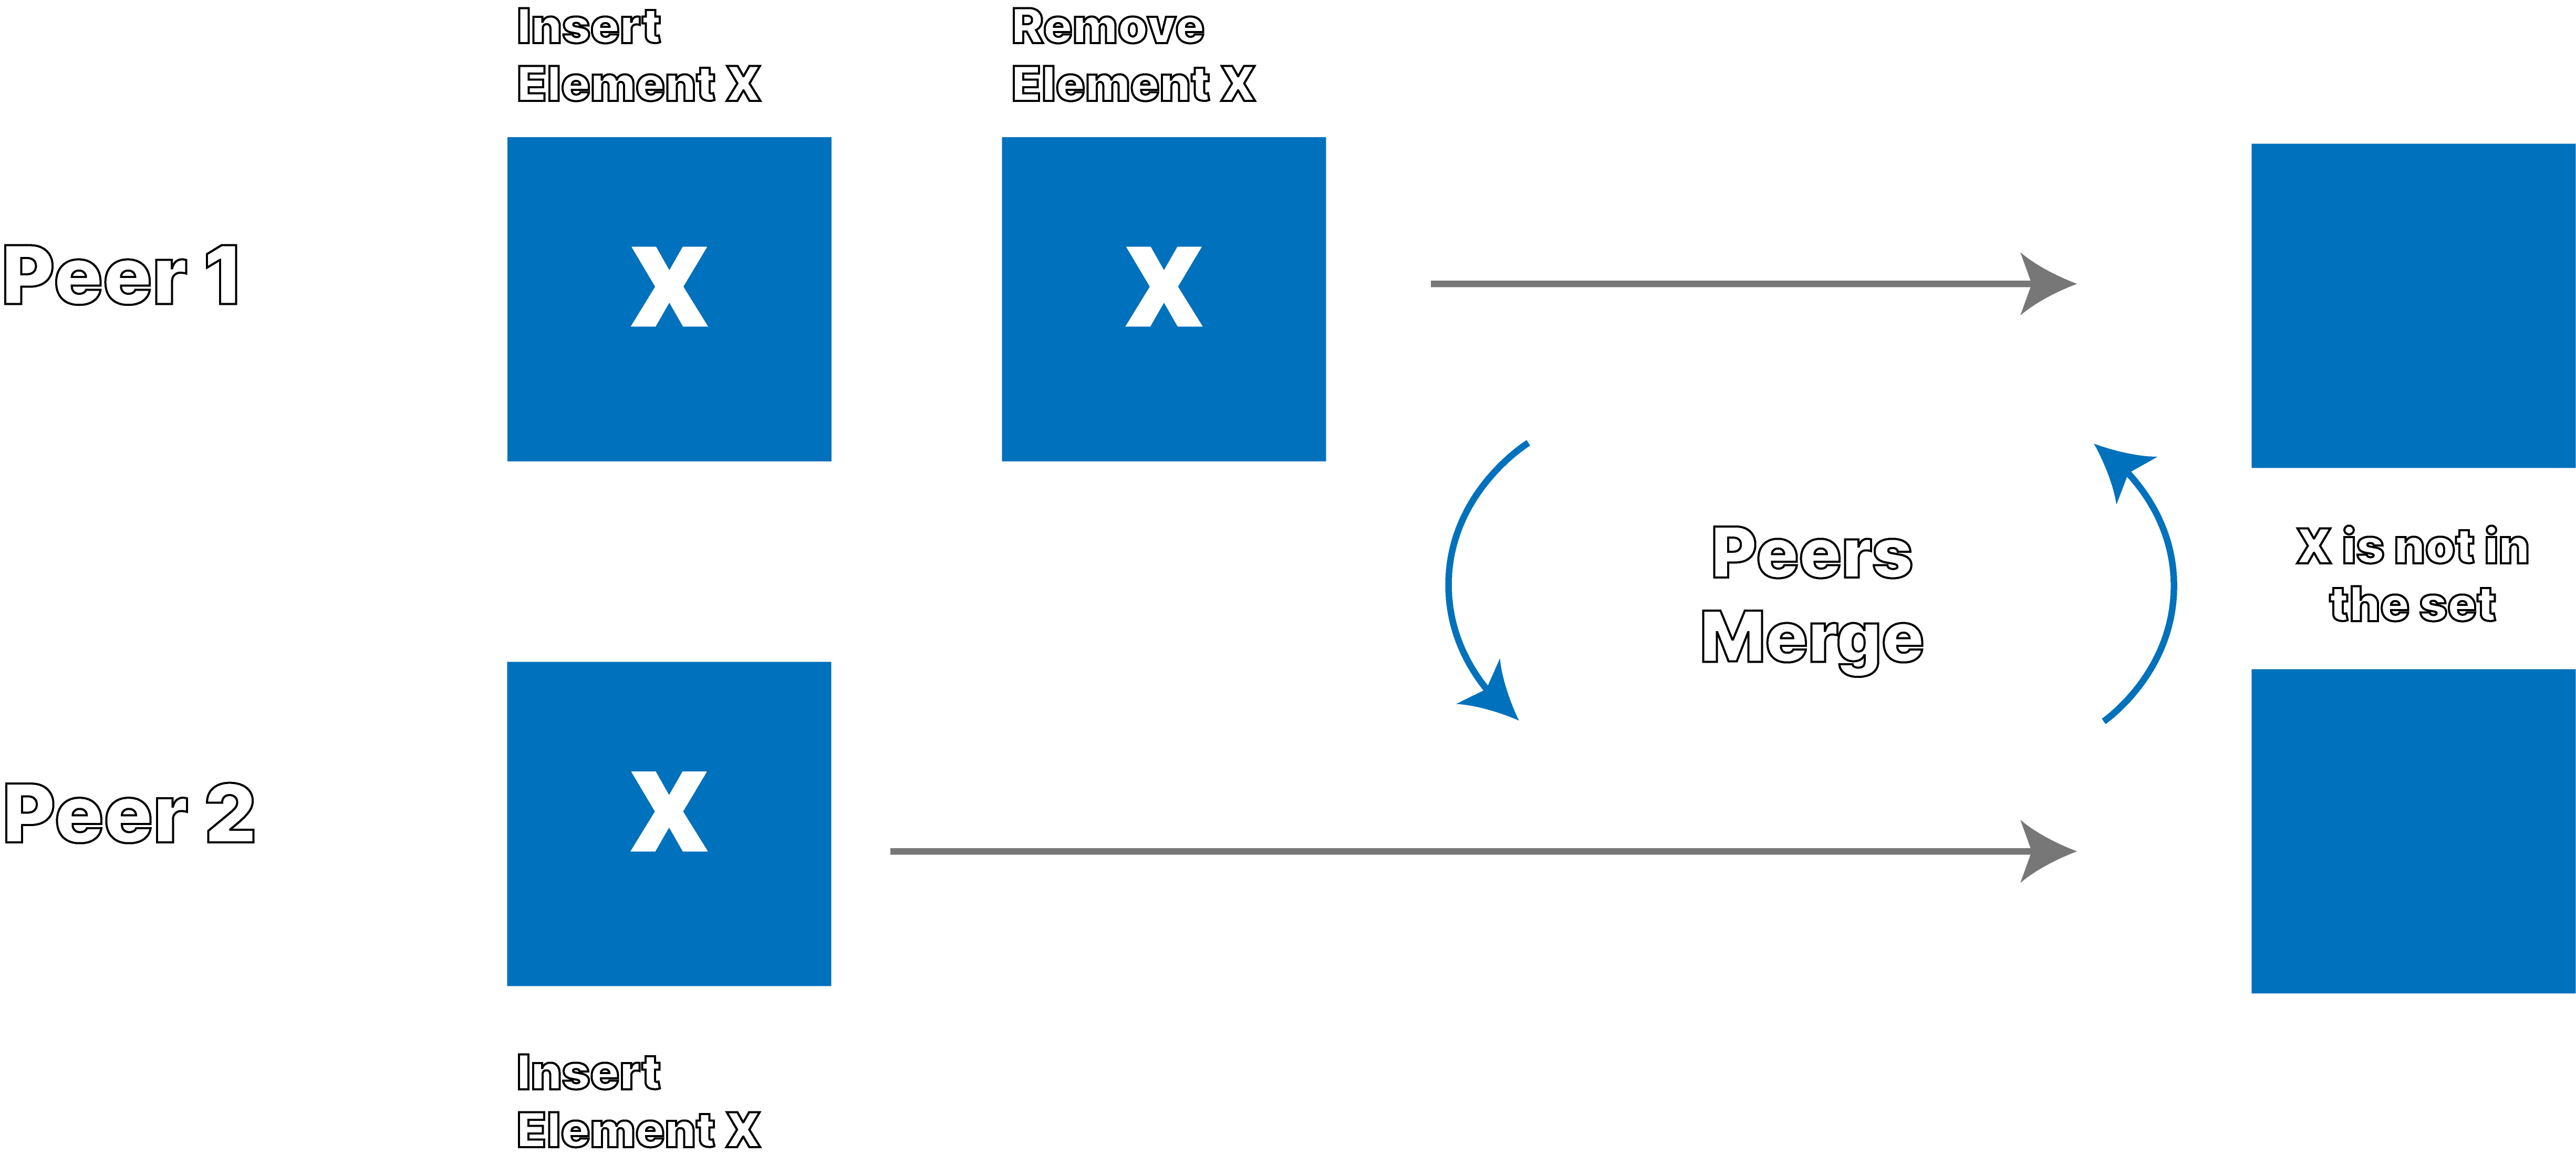 Insert
Element X
Remove
Element X
Peer 1
X
X
Peers
Merge
X is not in
the set
Peer 2
X
Insert
Element X